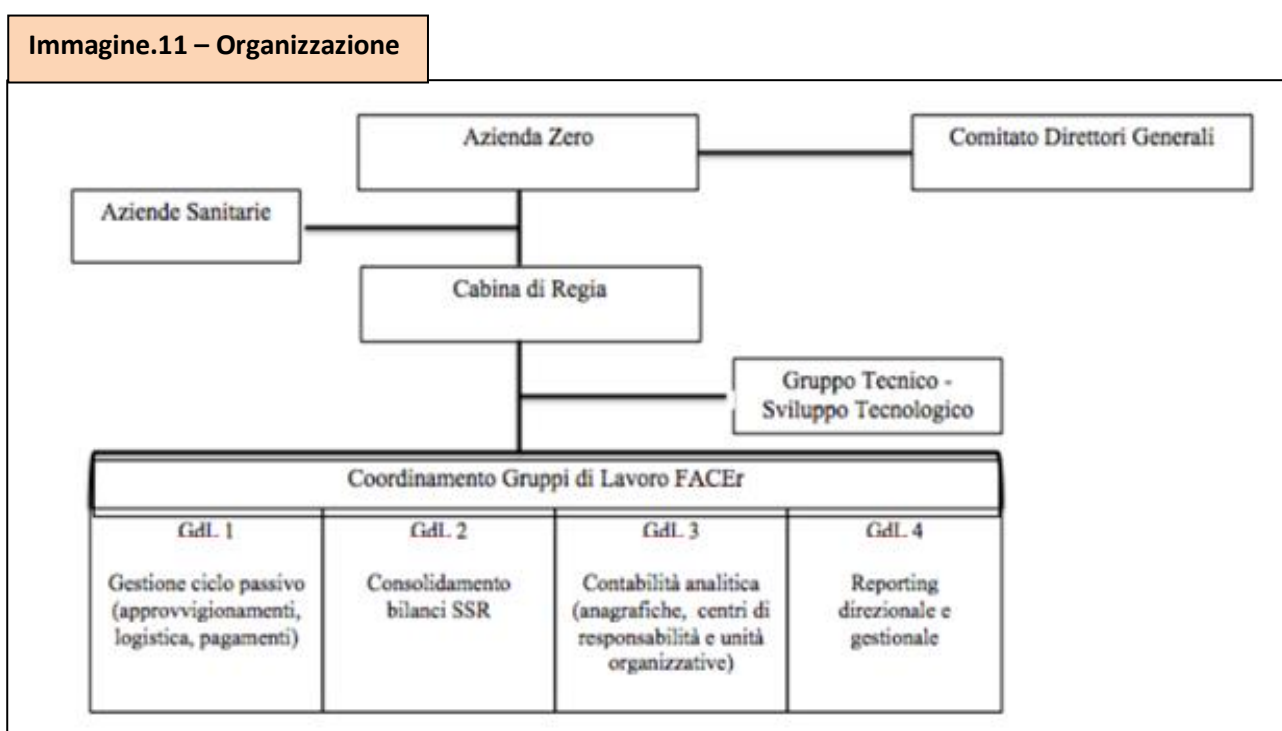 Immagine.11 – Organizzazione
Azienda Zero
Comitato Direttori Generali
Aziende Sanitarie
Cabina di Regia
Gruppo Tecnico -
Sviluppo Tecnologico
Coordinamento Gruppi di Lavoro FACEr
GdL 1
Gestione ciclo passivo
(approvvigionamenti,
logistica, pagamenti)
GdL 2
Consolidamento
bilanci SSR
GdL 3
Contabilità analitica
(anagrafiche, centri di
responsabilità e unità
organizzative)
GdL 4
Reporting
direzionale e
gestionale